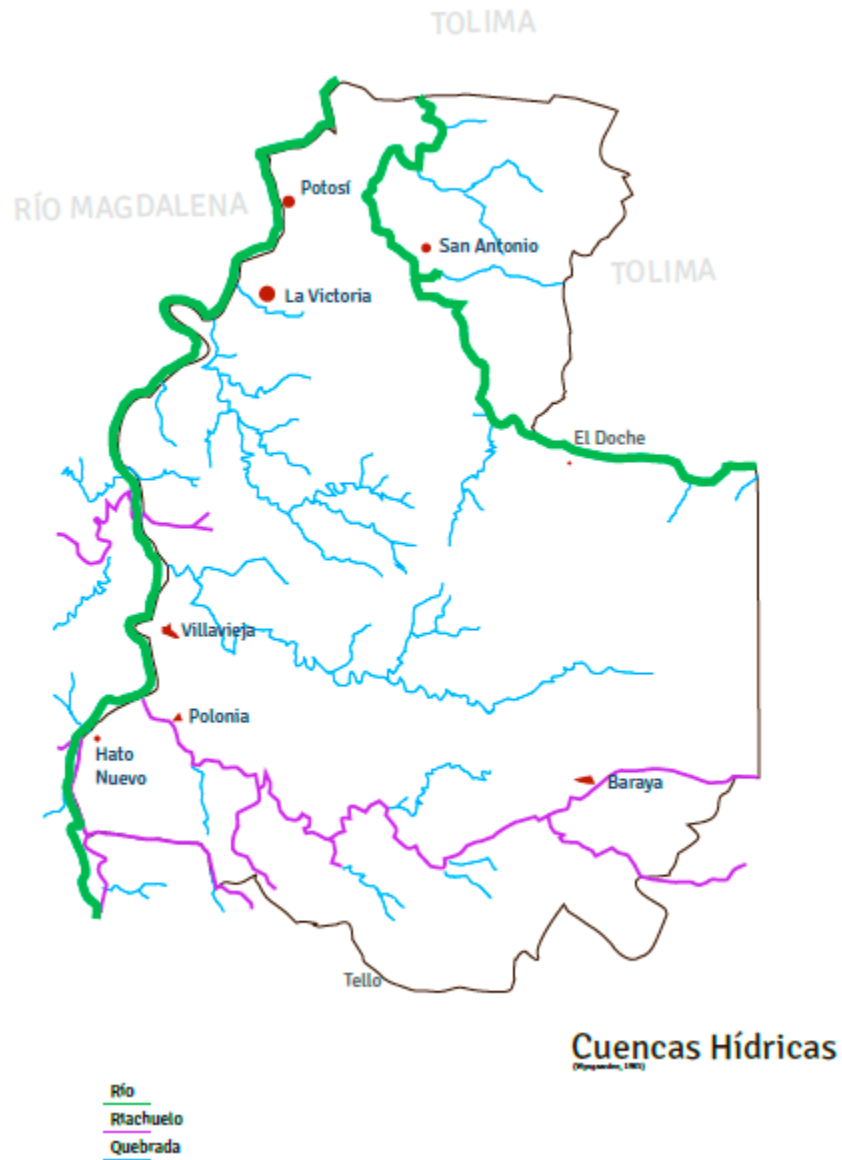 TOLIMA
RÍO MAGDALENA
Potosí
San Antonio
TOLIMA
La Victoria
El Doche
Villavieja
Polonia
Hato
Nuevo
Baraya
Tello
Cuencas Hídricas
Río
Riachuelo
Quebrada